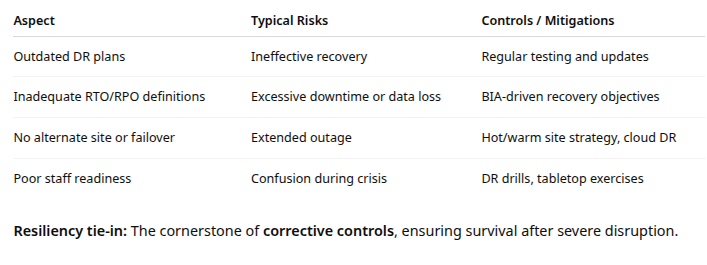 Aspect Typical Risks Controls / Mitigations
Outdated DR plans Ineffective recovery Regular testing and updates
Inadequate RTO/RPO definitions Excessive downtime or data loss BIA-driven recovery objectives
No alternate site or failover Extended outage Hot/warm site strategy, cloud DR
Poor staff readiness Confusion during crisis DR drills, tabletop exercises
Resiliency tie-in: The cornerstone of corrective controls, ensuring survival after severe disruption.